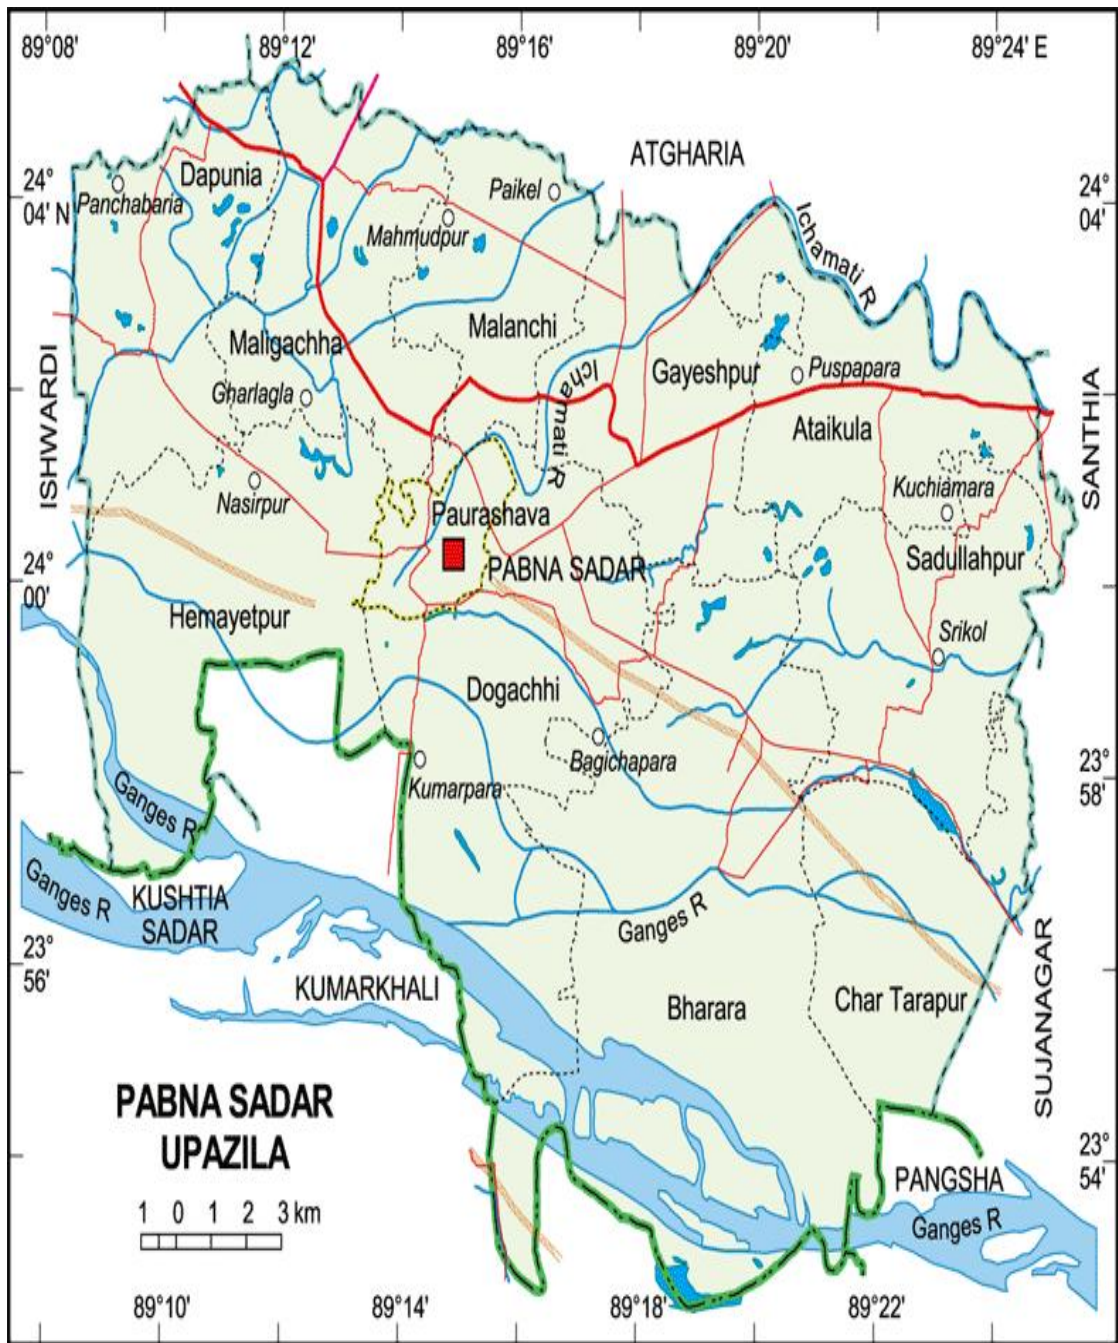 89°08' 89°12' 89°16' 89°20' 89°24' E
ATGHARIA
24°
04' N
24°
04'
Dapunia
Panchabaria
Paikel
Mahmudpur
Ichamati R
Malanchi
Maligachha
Gayeshpur
Puspapara
Gharlagla
Ichamati R
Ataikula
ISHWARDI
SANTHIA
Nasirpur
Kuchiamara
Paurashava
Sadullahpur
PABNA SADAR
24°
00'
Hemayetpur
Srikol
Dogachhi
Bagichapara
Kumarpara
23°
58'
Ganges R
Ganges R
KUSHTIA
SADAR
Ganges R
23°
56'
KUMARKHALI
Bharara
Char Tarapur
SUJANAGAR
PABNA SADAR
UPAZILA
23°
54'
PANGSHA
Ganges R
1 0 1 2 3 km
89°10' 89°14' 89°18' 89°22'